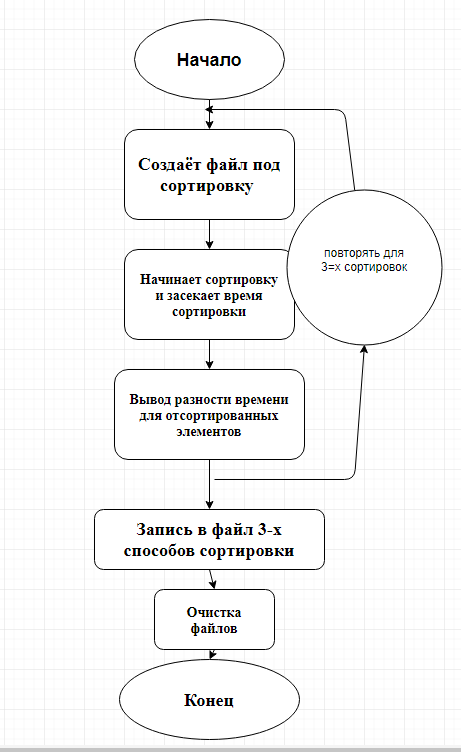 Начало
Создаёт файл под
сортировку
повторять для
3=х сортировок
Начинает сортировку
и засекает время
сортировки
Вывод разности времени
для отсортированных
элементов
Запись в файл 3-х
способов сортировки
Очистка
файлов
Конец